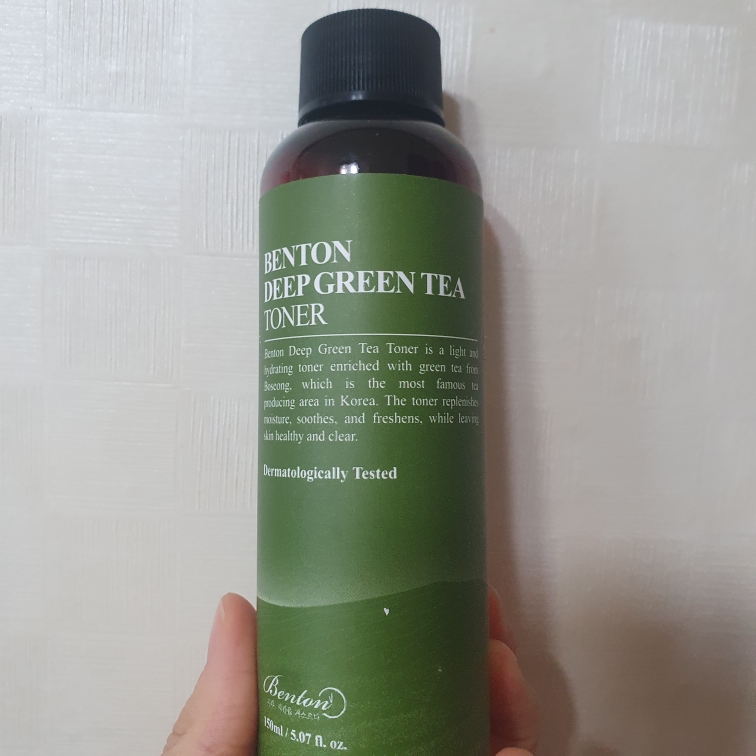 BENTON
DEEP GREEN TEA
TONER
Benton Deep Green Tea Toner is a light and
hydrating toner enriched with green tea from
Boseong, which is the most famous tea
producing area in Korea. The toner replenishes
moisture, soothes, and freshens, while leaving
skin healthy and clear.
Dermatologically Tested
Benton
150ml / 5.07 fl. oz.